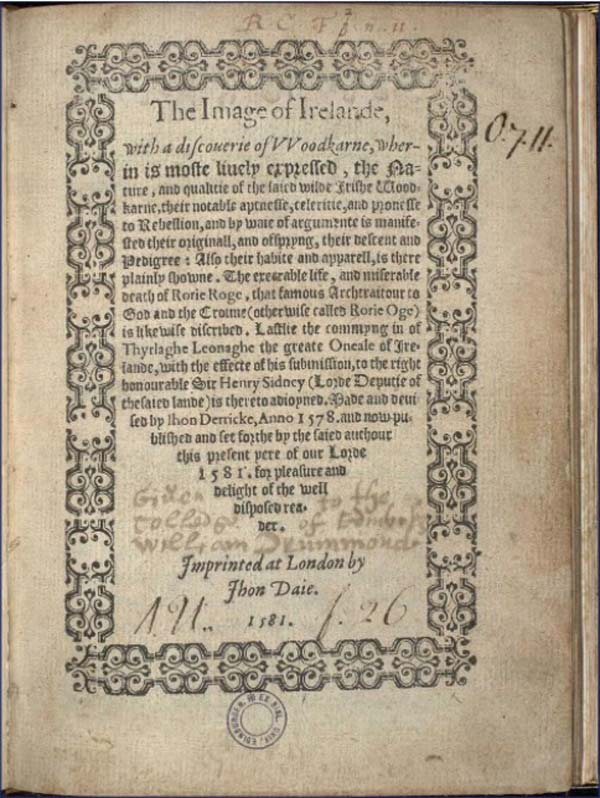 The Image of Irelande,
with a discouerie of VVoodkarne, wher-
in is moste liuely expressed, the Na-
ture, and qualitie of the saied wilde Irishe Wood-
karne, their notable aptnesse, celeritie, and pronesse
to Rebellion, and by waie of argumente is manife-
sted their originall, and ofspryng, their descent and
Pedigree: Also their habite and apparell, is there
plainly showne. The execrable life, and miserable
death of Rorie Roge, that famous Archtraitour to
God and the Croune (otherwise called Rorie Oge)
is likewise discribed. Lastlie the commyng in of
Thyrlaghe Leonaghe the greate Oneale of Ire-
lande, with the effecte of his submission, to the right
honourable Sir Henry Sidney (Lorde Deputie of
the saied lande) is thereto adioyned. Made and deui-
sed by Ihon Derricke, Anno 1578. and now pu-
blished and set forthe by the saied authour
this present yere of our Lorde
1581. for pleasure and
delight of the well
disposed rea-
der.
Giuen to the
Colledg of Edinb
William Drummond
Imprinted at London by
Ihon Daie.
1581.
f. 26
O.7.11.